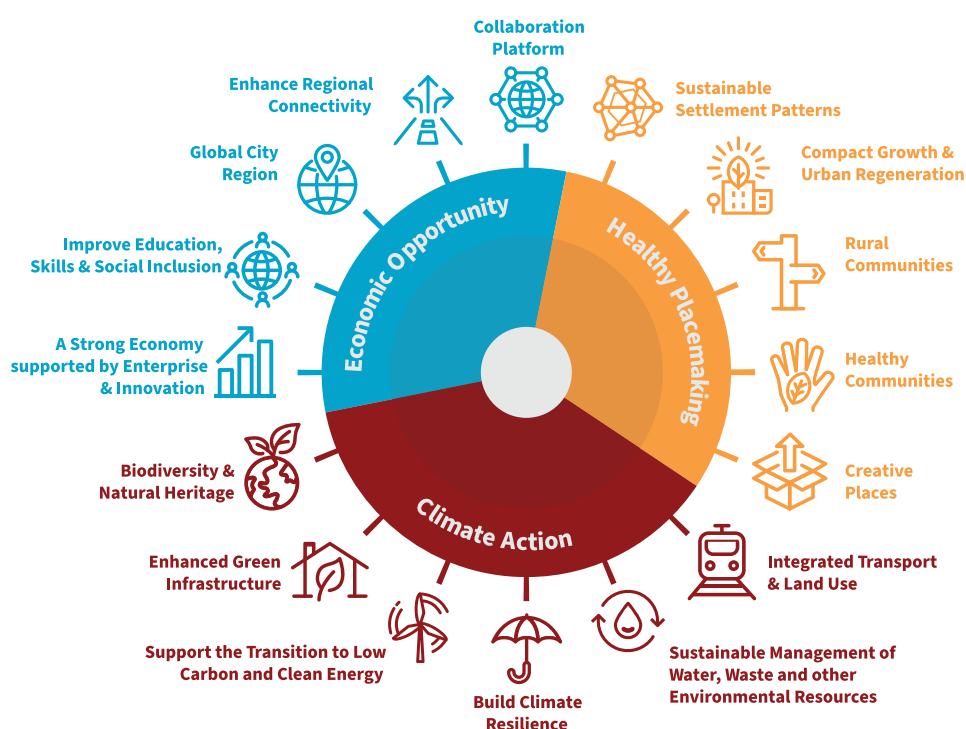 Collaboration
Platform
Sustainable
Settlement Patterns
Compact Growth &
Urban Regeneration
Rural
Communities
Healthy
Communities
Creative
Places
Integrated Transport
& Land Use
Sustainable Management of
Water, Waste and other
Environmental Resources
Build Climate
Resilience
Support the Transition to Low
Carbon and Clean Energy
Enhanced Green
Infrastructure
Biodiversity &
Natural Heritage
A Strong Economy
supported by Enterprise
& Innovation
Improve Education,
Skills & Social Inclusion
Global City
Region
Enhance Regional
Connectivity
Economic Opportunity
Healthy Placemaking
Climate Action